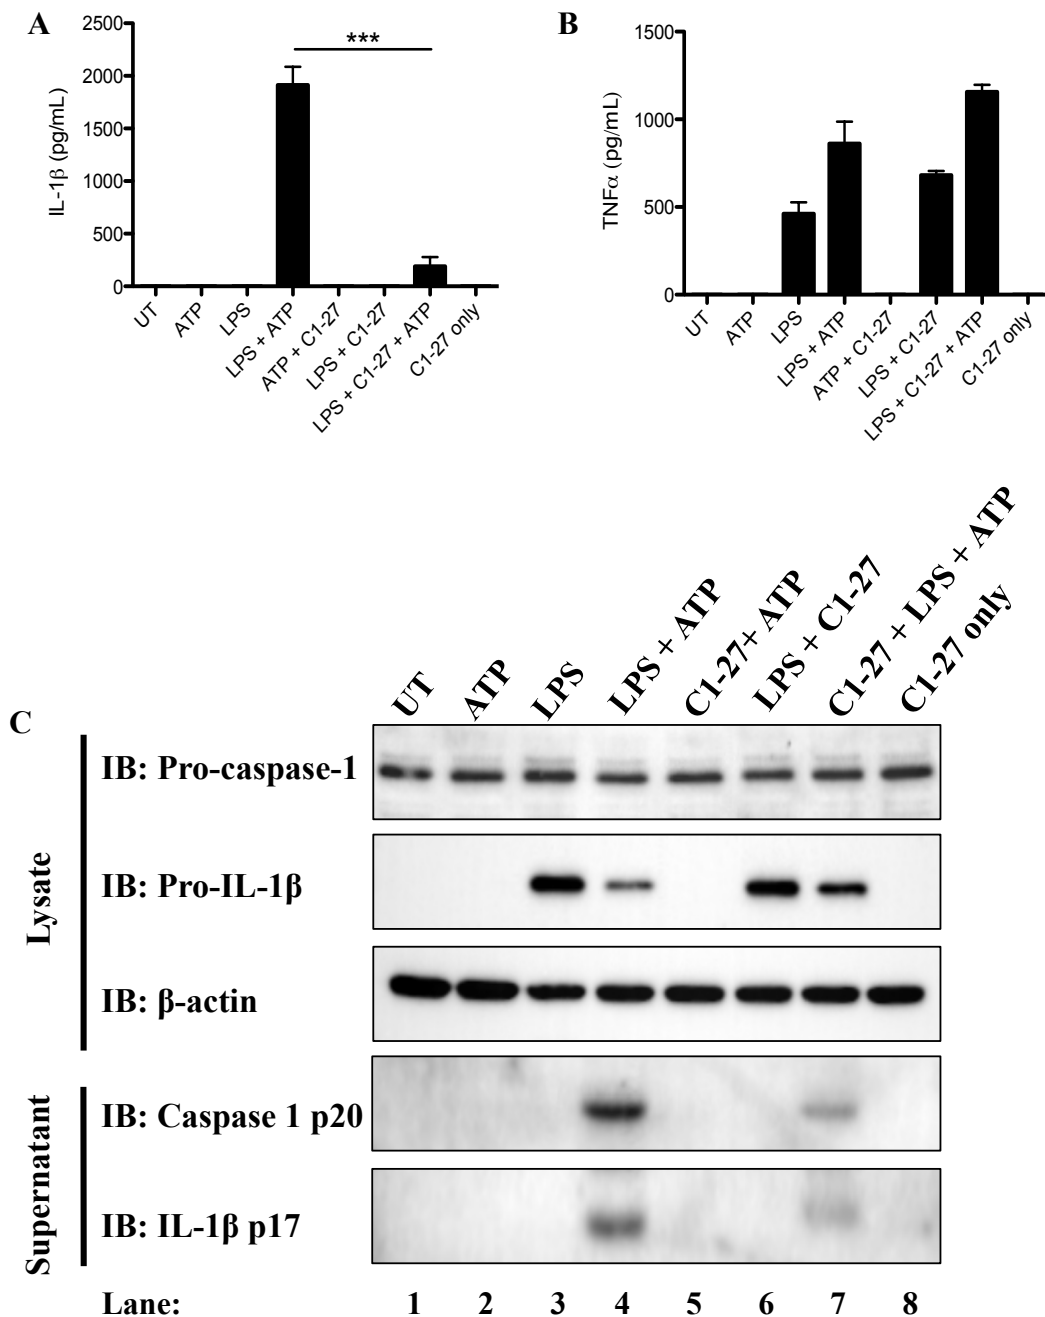 A
IL-1β (pg/mL)
2500
2000
1500
1000
500
0
***
UT
ATP
LPS
LPS + ATP
ATP + C1-27
LPS + C1-27
LPS + C1-27 + ATP
C1-27 only
B
TNFα (pg/mL)
1500
1000
500
0
UT
ATP
LPS
LPS + ATP
ATP + C1-27
LPS + C1-27
LPS + C1-27 + ATP
C1-27 only
C
UT
ATP
LPS
LPS + ATP
C1-27+ ATP
LPS + C1-27
C1-27 + LPS + ATP
C1-27 only
Lysate
IB: Pro-caspase-1
IB: Pro-IL-1β
IB: β-actin
Supernatant
IB: Caspase 1 p20
IB: IL-1β p17
Lane: 1 2 3 4 5 6 7 8